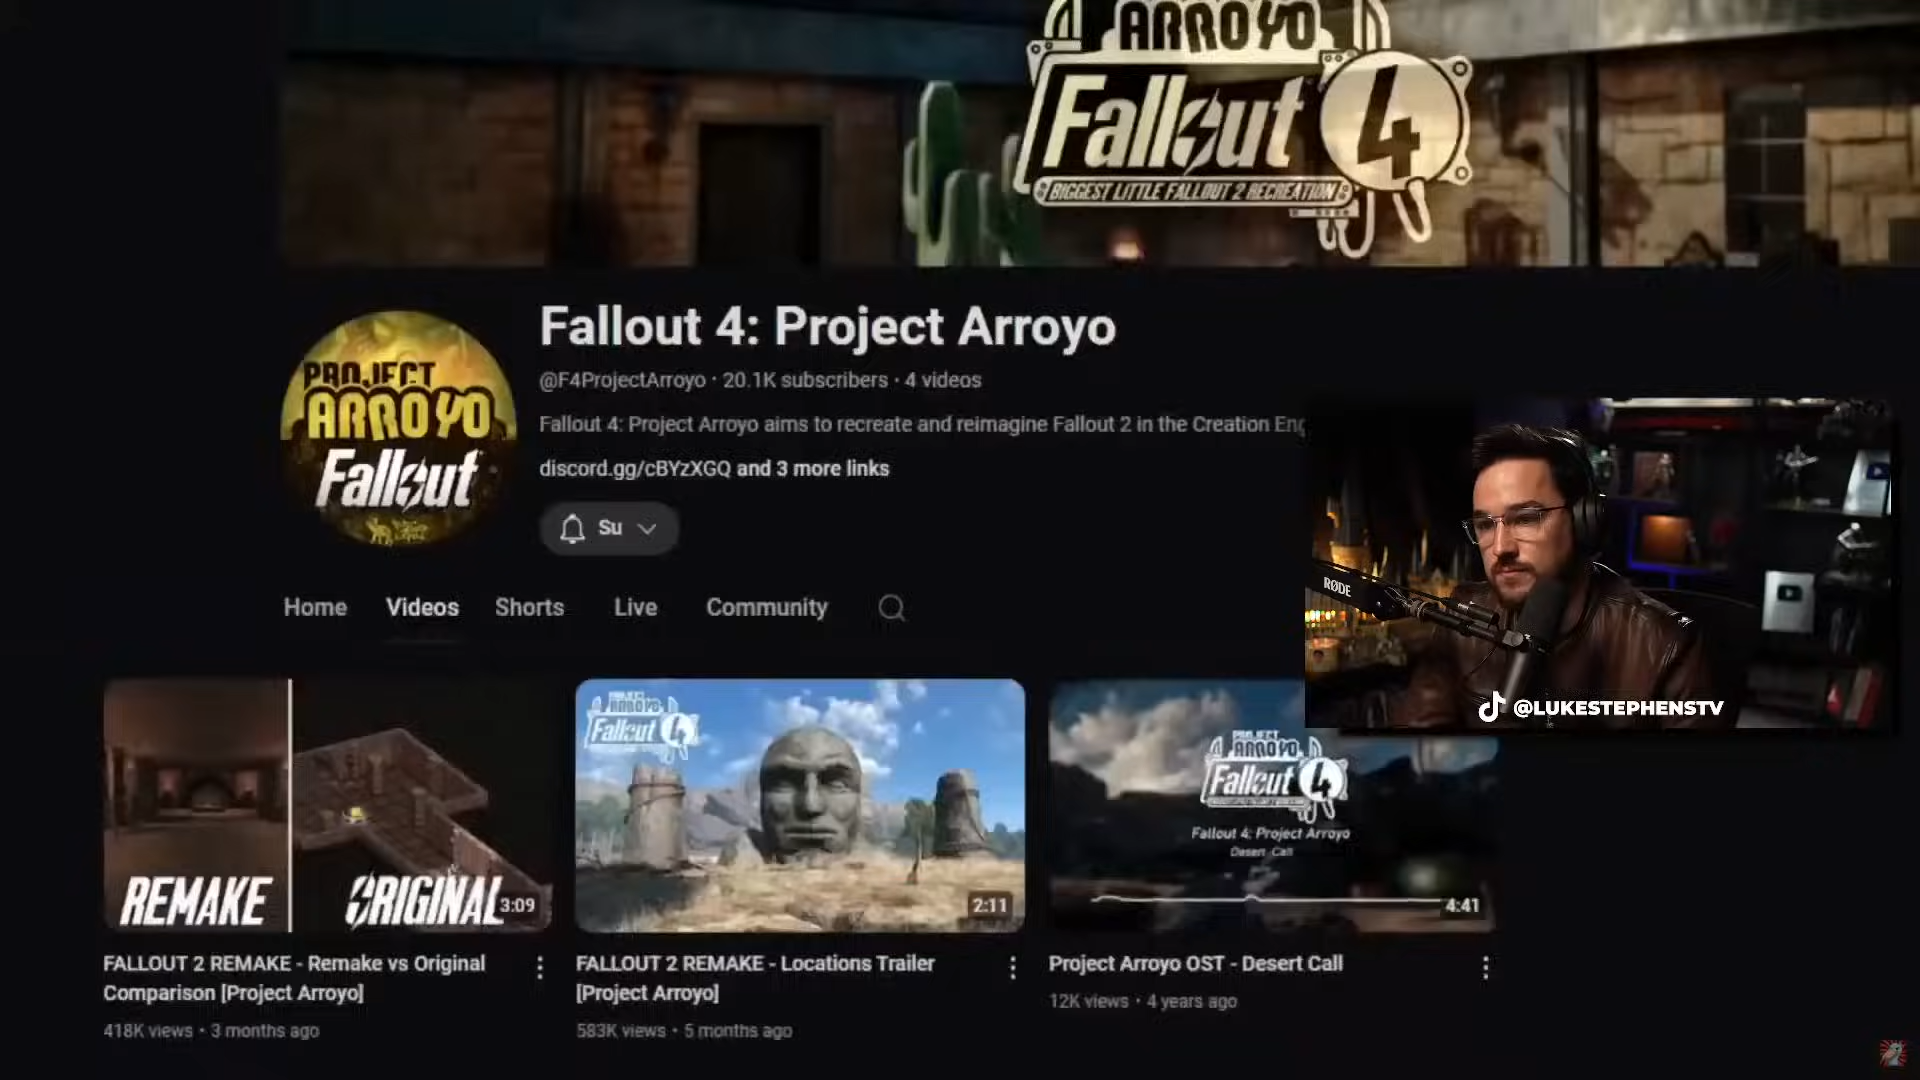 ARROYO
Fallout 4
BIGGEST LITTLE FALLOUT 2 RECREATION
PROJECT
ARROYO
Fallout
Fallout 4: Project Arroyo
@F4ProjectArroyo · 20.1K subscribers · 4 videos
Fallout 4: Project Arroyo aims to recreate and reimagine Fallout 2 in the Creation Eng
discord.gg/cBYzXGQ and 3 more links
Su
Home Videos Shorts Live Community
RØDE
@LUKESTEPHENSTV
REMAKE ORIGINAL 3:09
PROJECT
ARROYO
Fallout 4
2:11
PROJECT
ARROYO
Fallout 4
Fallout 4: Project Arroyo
Desert Call
4:41
FALLOUT 2 REMAKE - Remake vs Original
Comparison [Project Arroyo]
418K views · 3 months ago
FALLOUT 2 REMAKE - Locations Trailer
[Project Arroyo]
583K views · 5 months ago
Project Arroyo OST - Desert Call
12K views · 4 years ago